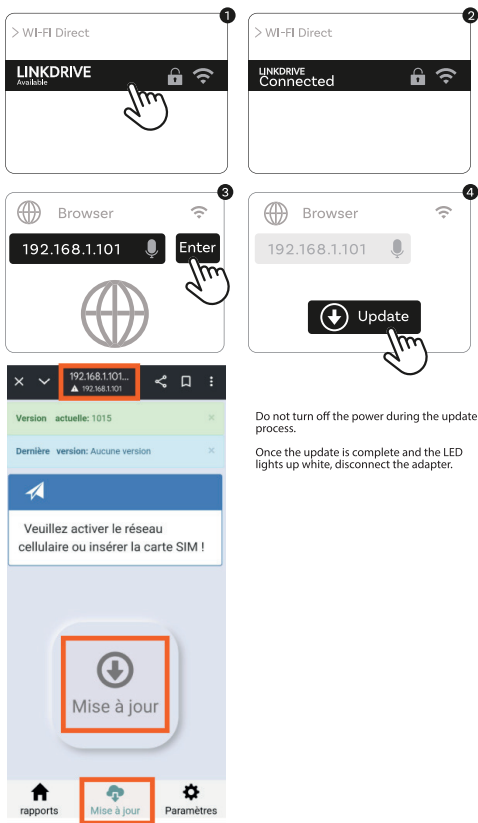 1
> WI-FI Direct
LINKDRIVE
Available
2
> WI-FI Direct
LINKDRIVE
Connected
3
Browser
192.168.1.101
Enter
4
Browser
192.168.1.101
Update
192.168.1.101...
192.168.1.101
Version actuelle: 1015
Dernière version: Aucune version
Veuillez activer le réseau
cellulaire ou insérer la carte SIM !
Mise à jour
rapports
Mise à jour
Paramètres
Do not turn off the power during the update
process.
Once the update is complete and the LED
lights up white, disconnect the adapter.